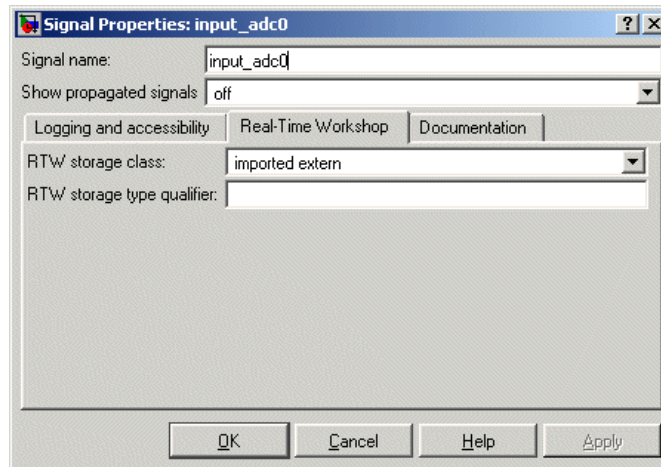 Signal Properties: input_adc0
Signal name: input_adc0
Show propagated signals off
Logging and accessibility Real-Time Workshop Documentation
RTW storage class: imported extern
RTW storage type qualifier:
OK Cancel Help Apply